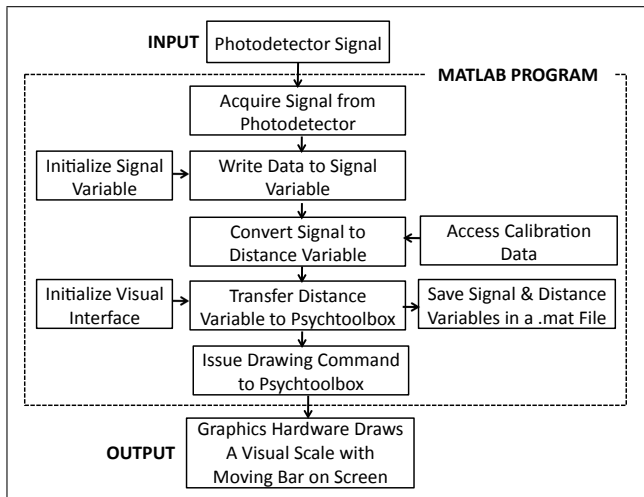 INPUT
Photodetector Signal
MATLAB PROGRAM
Acquire Signal from
Photodetector
Initialize Signal
Variable
Write Data to Signal
Variable
Convert Signal to
Distance Variable
Access Calibration
Data
Initialize Visual
Interface
Transfer Distance
Variable to Psychtoolbox
Save Signal & Distance
Variables in a .mat File
Issue Drawing Command
to Psychtoolbox
OUTPUT
Graphics Hardware Draws
A Visual Scale with
Moving Bar on Screen